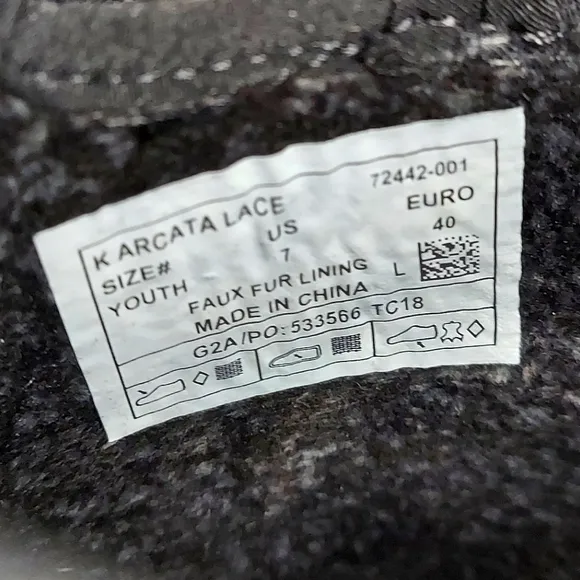 K ARCATA LACE 72442-001
SIZE# US EURO
YOUTH 7 40
FAUX FUR LINING L
MADE IN CHINA
G2A/PO: 533566 TC18